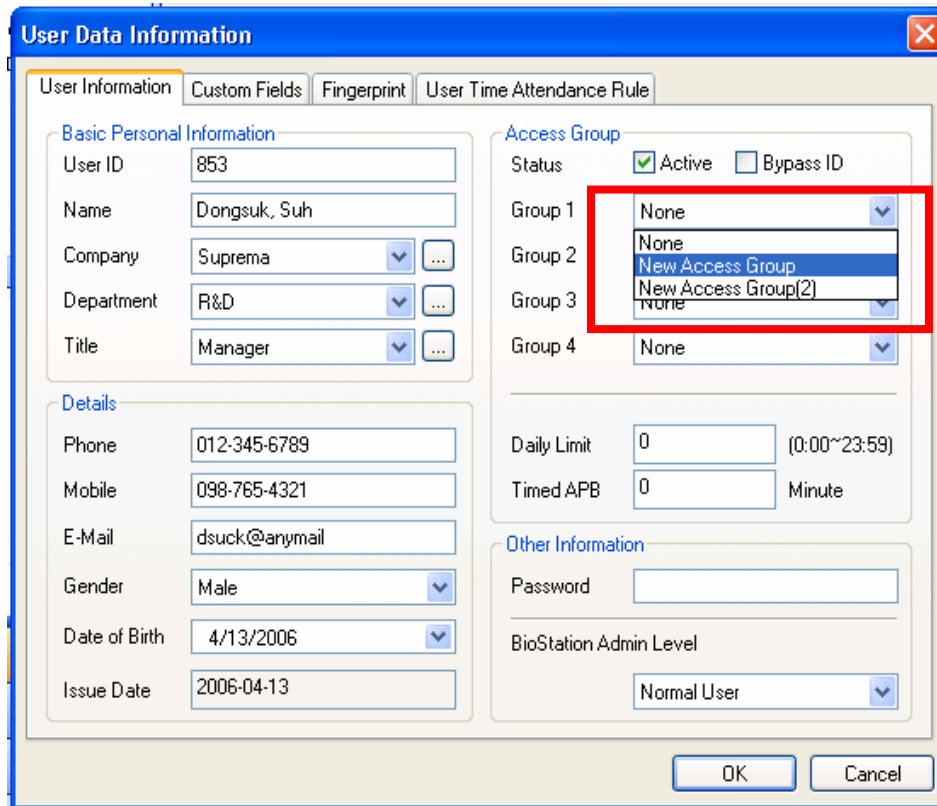 User Data Information
User Information Custom Fields Fingerprint User Time Attendance Rule
Basic Personal Information
User ID 853
Name Dongsuk, Suh
Company Suprema ...
Department R&D ...
Title Manager ...
Details
Phone 012-345-6789
Mobile 098-765-4321
E-Mail dsuck@anymail
Gender Male
Date of Birth 4/13/2006
Issue Date 2006-04-13
Access Group
Status Active Bypass ID
Group 1 None
None
Group 2 New Access Group
New Access Group(2)
Group 3 None
Group 4 None
Daily Limit 0 (0:00~23:59)
Timed APB 0 Minute
Other Information
Password
BioStation Admin Level
Normal User
OK Cancel